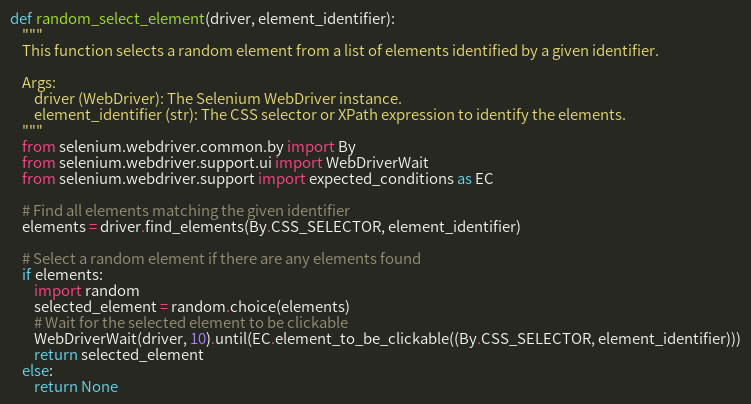 def random_select_element(driver, element_identifier):
"""
This function selects a random element from a list of elements identified by a given identifier.
Args:
driver (WebDriver): The Selenium WebDriver instance.
element_identifier (str): The CSS selector or XPath expression to identify the elements.
"""
from selenium.webdriver.common.by import By
from selenium.webdriver.support.ui import WebDriverWait
from selenium.webdriver.support import expected_conditions as EC
# Find all elements matching the given identifier
elements = driver.find_elements(By.CSS_SELECTOR, element_identifier)
# Select a random element if there are any elements found
if elements:
import random
selected_element = random.choice(elements)
# Wait for the selected element to be clickable
WebDriverWait(driver, 10).until(EC.element_to_be_clickable((By.CSS_SELECTOR, element_identifier)))
return selected_element
else:
return None